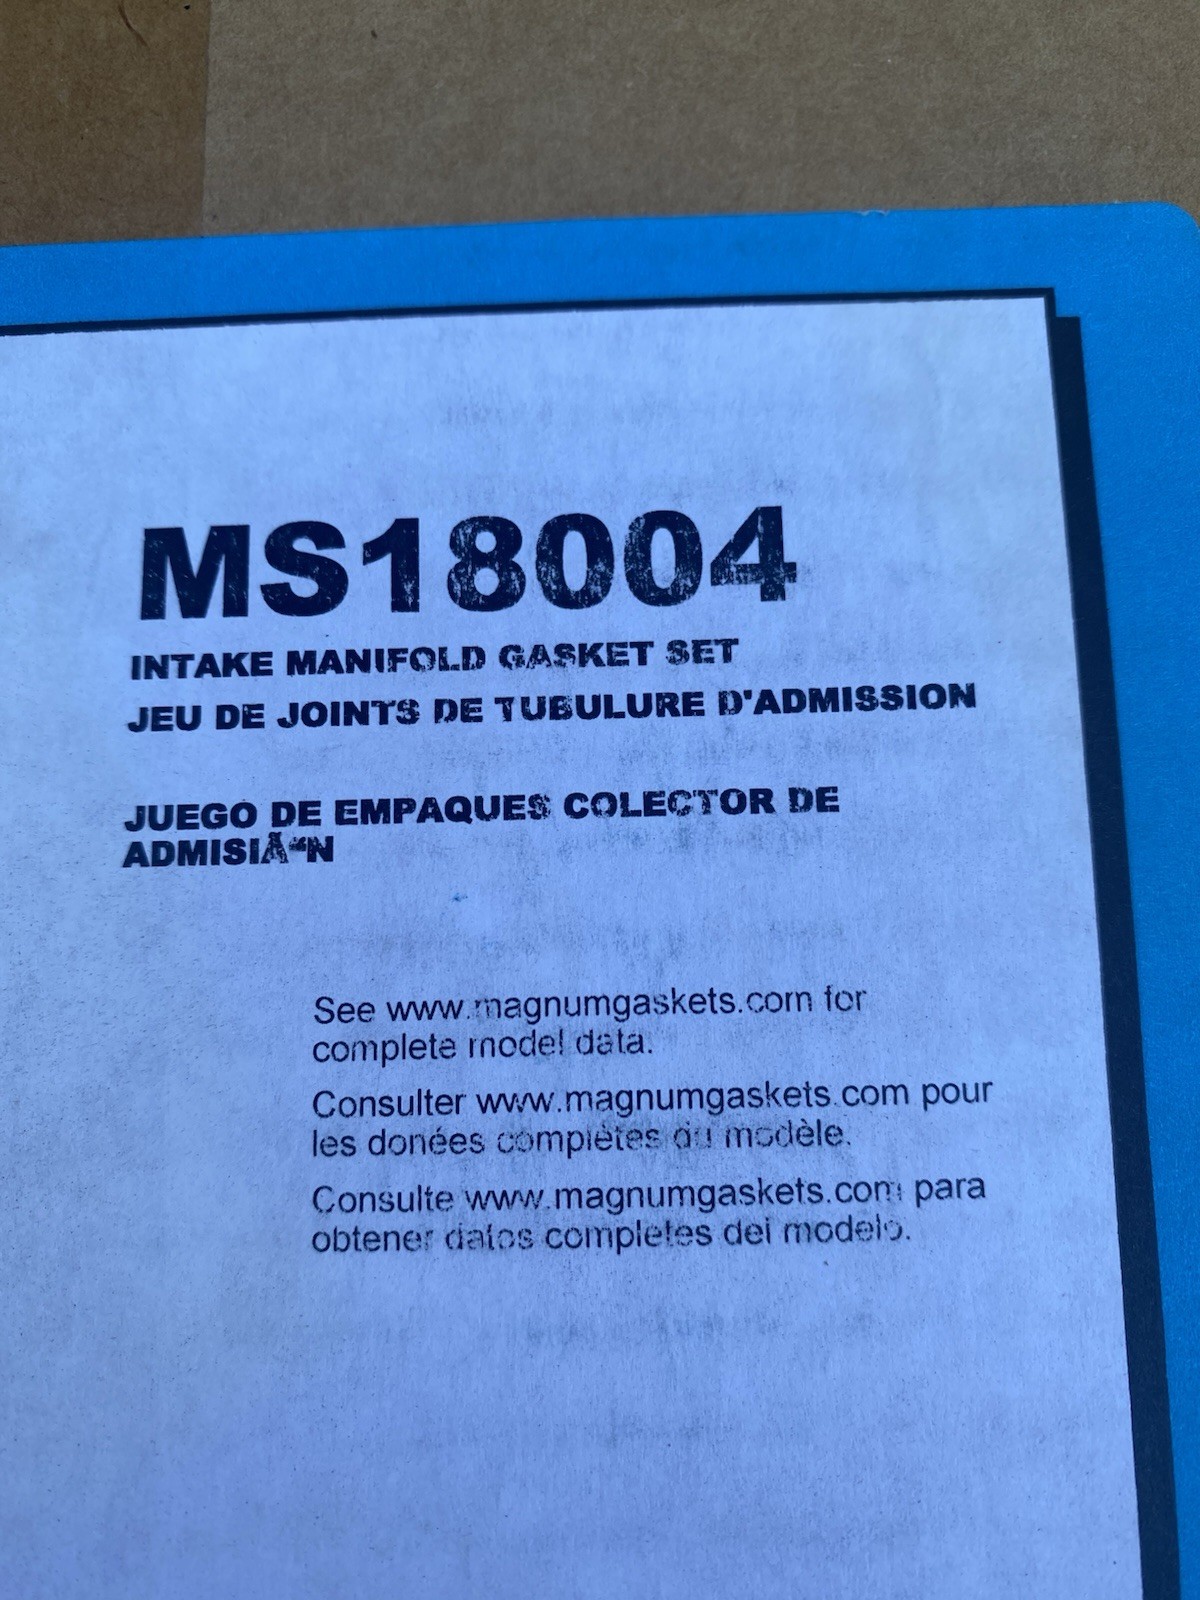 MS18004
INTAKE MANIFOLD GASKET SET
JEU DE JOINTS DE TUBULURE D'ADMISSION
JUEGO DE EMPAQUES COLECTOR DE
ADMISIÃ“N
See www.magnumgaskets.com for
complete model data.
Consulter www.magnumgaskets.com pour
les donées complètes du modèle.
Consulte www.magnumgaskets.com para
obtener datos completes del modelo.